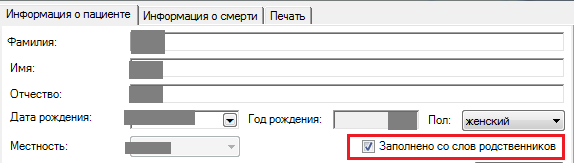 Информация о пациенте Информация о смерти Печать
Фамилия:
Имя:
Отчество:
Дата рождения: Год рождения: Пол: женский
Местность: Заполнено со слов родственников